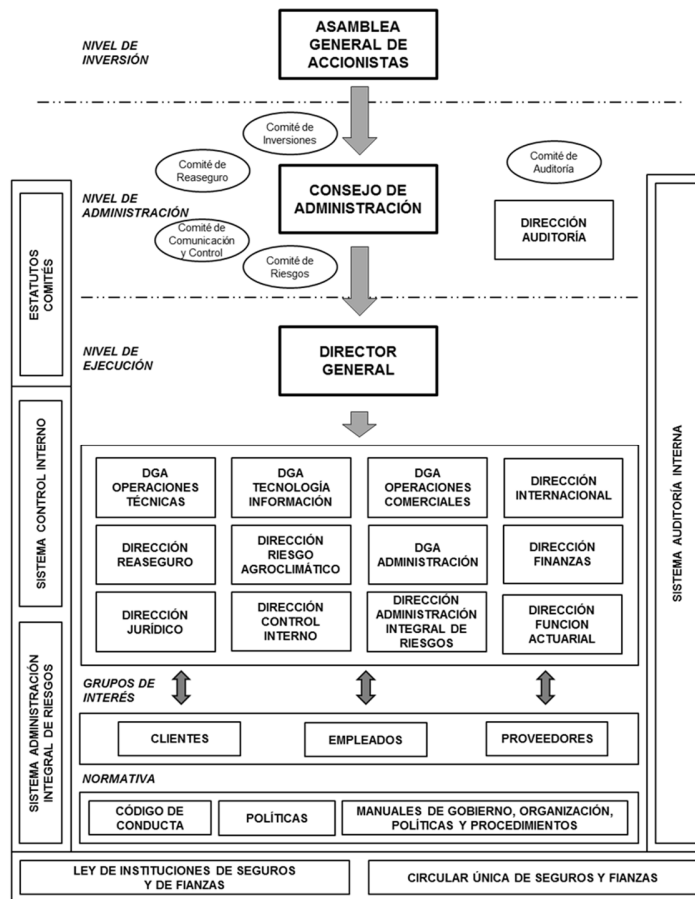 ASAMBLEA
GENERAL DE
ACCIONISTAS
NIVEL DE
INVERSIÓN
Comité de
Inversiones
Comité de
Reaseguro
Comité de
Auditoría
NIVEL DE
ADMINISTRACIÓN
CONSEJO DE
ADMINISTRACIÓN
DIRECCIÓN
AUDITORÍA
Comité de
Comunicación
y Control
Comité de
Riesgos
ESTATUTOS
COMITÉS
NIVEL DE
EJECUCIÓN
DIRECTOR
GENERAL
SISTEMA CONTROL INTERNO
SISTEMA AUDITORÍA INTERNA
DGA
OPERACIONES
TÉCNICAS
DGA
TECNOLOGÍA
INFORMACIÓN
DGA
OPERACIONES
COMERCIALES
DIRECCIÓN
INTERNACIONAL
DIRECCIÓN
REASEGURO
DIRECCIÓN
RIESGO
AGROCLIMÁTICO
DGA
ADMINISTRACIÓN
DIRECCIÓN
FINANZAS
DIRECCIÓN
JURÍDICO
DIRECCIÓN
CONTROL
INTERNO
DIRECCIÓN
ADMINISTRACIÓN
INTEGRAL DE
RIESGOS
DIRECCIÓN
FUNCION
ACTUARIAL
SISTEMA ADMINISTRACIÓN
INTEGRAL DE RIESGOS
GRUPOS DE
INTERÉS
CLIENTES
EMPLEADOS
PROVEEDORES
NORMATIVA
CÓDIGO DE
CONDUCTA
POLÍTICAS
MANUALES DE GOBIERNO, ORGANIZACIÓN,
POLÍTICAS Y PROCEDIMIENTOS
LEY DE INSTITUCIONES DE SEGUROS
Y DE FIANZAS
CIRCULAR ÚNICA DE SEGUROS Y FIANZAS